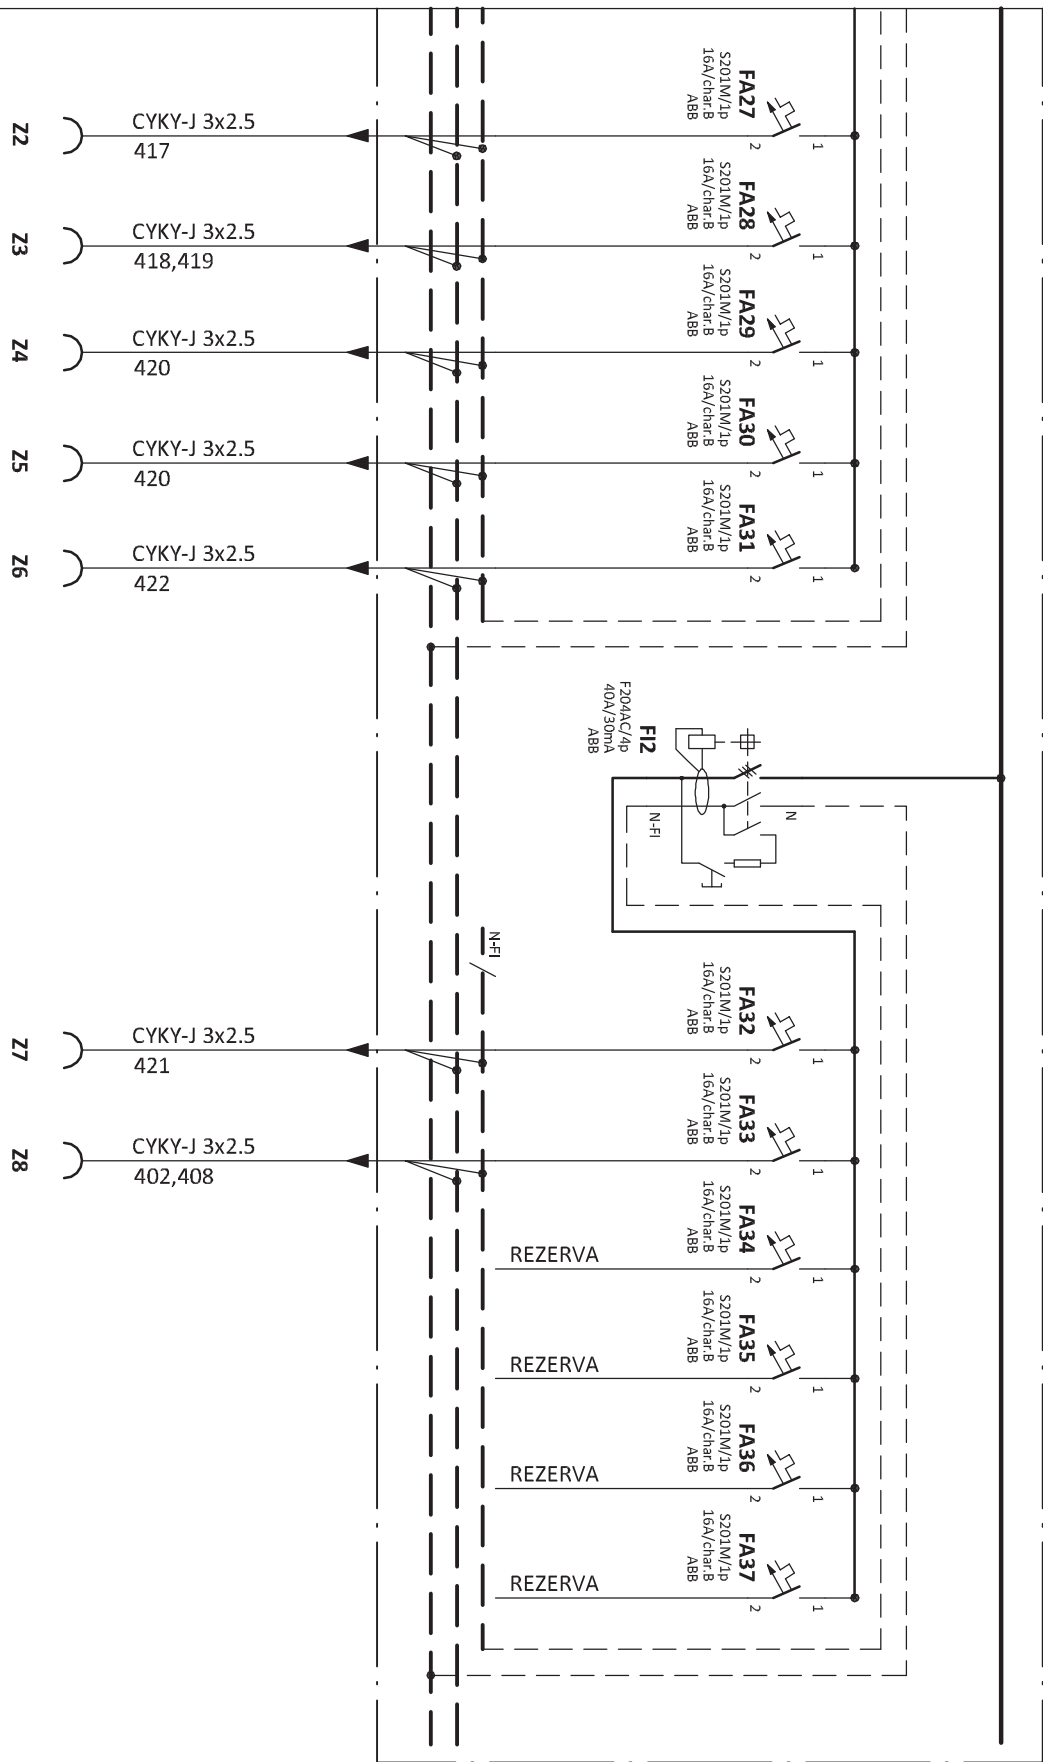 FA27
S201M/1p
16A/char.B
ABB
1
2
CYKY-J 3x2.5
417
Z2
FA28
S201M/1p
16A/char.B
ABB
1
2
CYKY-J 3x2.5
418,419
Z3
FA29
S201M/1p
16A/char.B
ABB
1
2
CYKY-J 3x2.5
420
Z4
FA30
S201M/1p
16A/char.B
ABB
1
2
CYKY-J 3x2.5
420
Z5
FA31
S201M/1p
16A/char.B
ABB
1
2
CYKY-J 3x2.5
422
Z6
FI2
F204AC/4p
40A/30mA
ABB
N
N-FI
N-FI
FA32
S201M/1p
16A/char.B
ABB
1
2
CYKY-J 3x2.5
421
Z7
FA33
S201M/1p
16A/char.B
ABB
1
2
CYKY-J 3x2.5
402,408
Z8
FA34
S201M/1p
16A/char.B
ABB
1
2
REZERVA
FA35
S201M/1p
16A/char.B
ABB
1
2
REZERVA
FA36
S201M/1p
16A/char.B
ABB
1
2
REZERVA
FA37
S201M/1p
16A/char.B
ABB
1
2
REZERVA